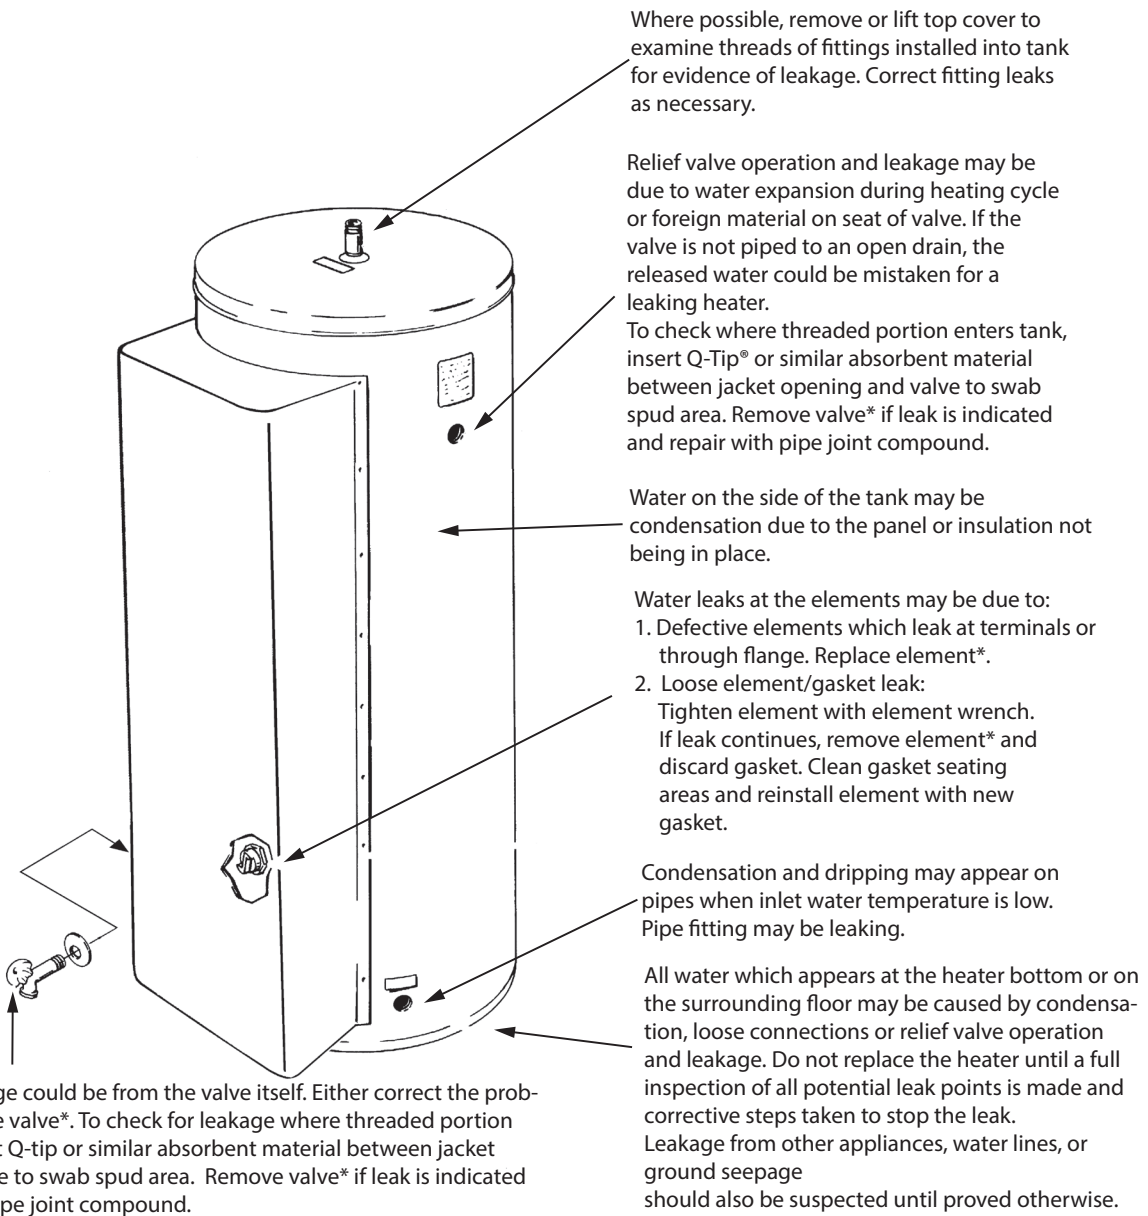 Where possible, remove or lift top cover to
examine threads of fittings installed into tank
for evidence of leakage. Correct fitting leaks
as necessary.
Relief valve operation and leakage may be
due to water expansion during heating cycle
or foreign material on seat of valve. If the
valve is not piped to an open drain, the
released water could be mistaken for a
leaking heater.
To check where threaded portion enters tank,
insert Q-Tip® or similar absorbent material
between jacket opening and valve to swab
spud area. Remove valve* if leak is indicated
and repair with pipe joint compound.
Water on the side of the tank may be
condensation due to the panel or insulation not
being in place.
Water leaks at the elements may be due to:
1. Defective elements which leak at terminals or
through flange. Replace element*.
2. Loose element/gasket leak:
Tighten element with element wrench.
If leak continues, remove element* and
discard gasket. Clean gasket seating
areas and reinstall element with new
gasket.
Condensation and dripping may appear on
pipes when inlet water temperature is low.
Pipe fitting may be leaking.
All water which appears at the heater bottom or on
the surrounding floor may be caused by condensa-
tion, loose connections or relief valve operation
and leakage. Do not replace the heater until a full
inspection of all potential leak points is made and
corrective steps taken to stop the leak.
Leakage from other appliances, water lines, or
ground seepage
should also be suspected until proved otherwise.
ge could be from the valve itself. Either correct the prob-
e valve*. To check for leakage where threaded portion
t Q-tip or similar absorbent material between jacket
e to swab spud area. Remove valve* if leak is indicated
pe joint compound.